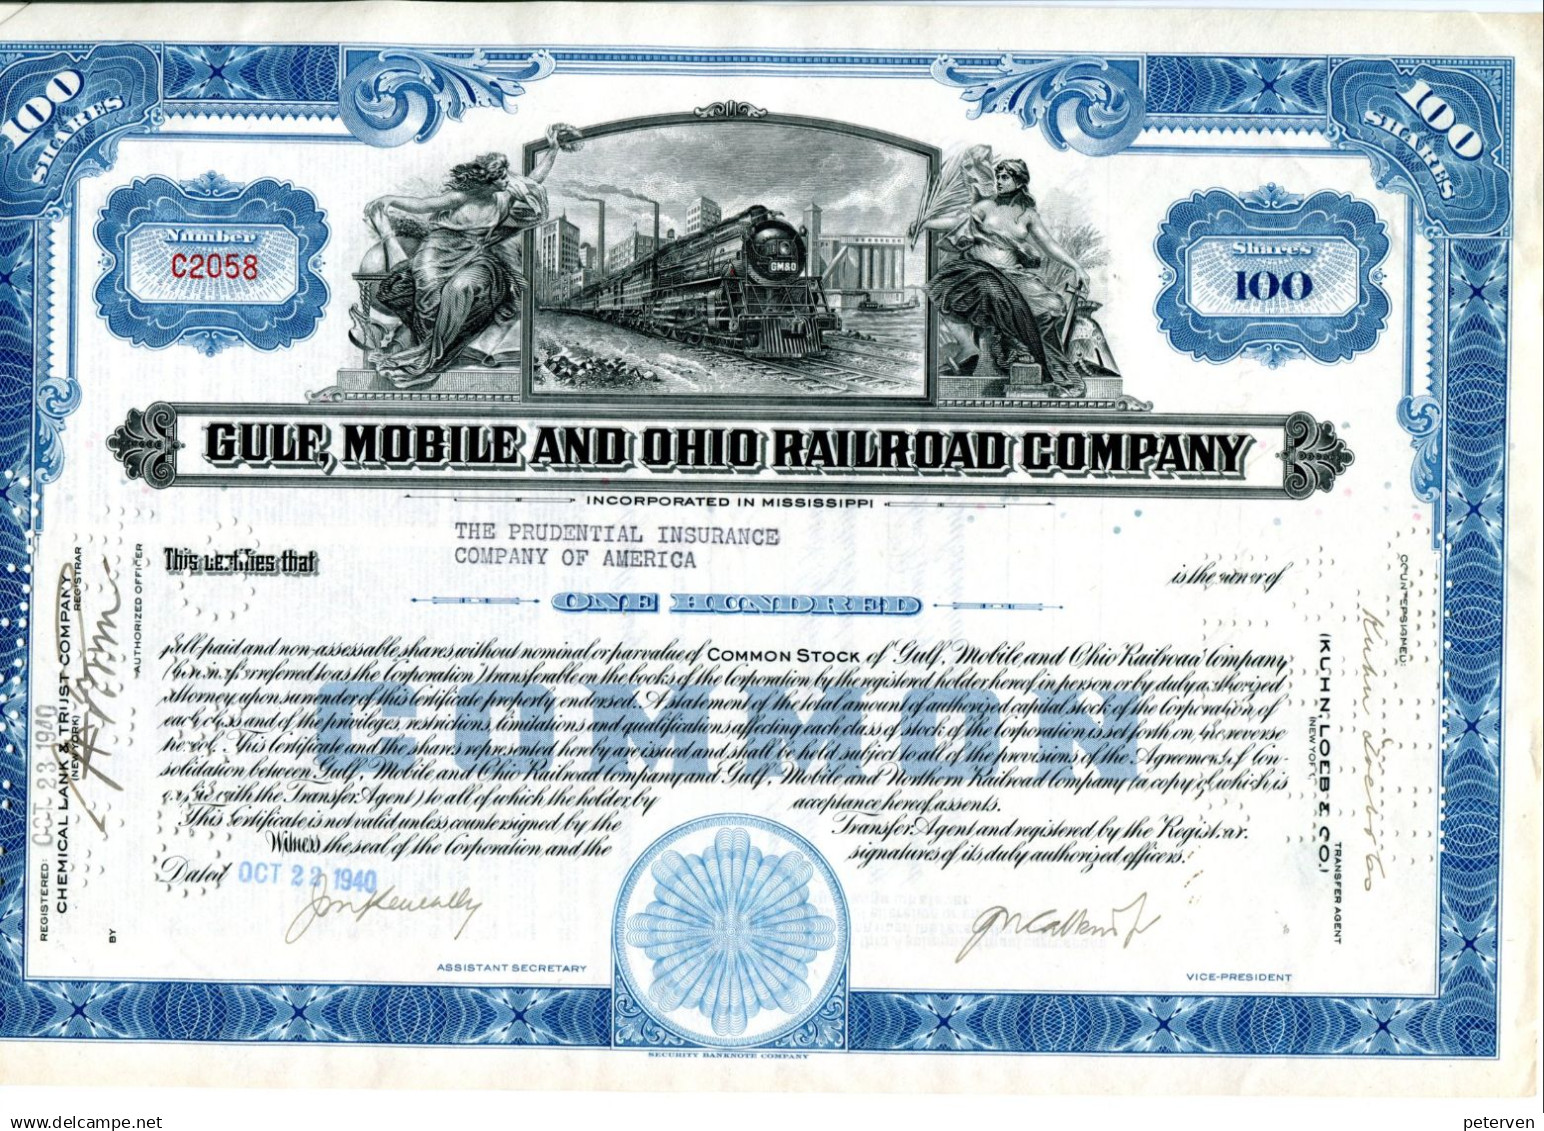 100 SHARES
100 SHARES
Number
C2058
GM&O
Shares
100
GULF, MOBILE AND OHIO RAILROAD COMPANY
INCORPORATED IN MISSISSIPPI
This certifies that
THE PRUDENTIAL INSURANCE
COMPANY OF AMERICA
is the owner of
ONE HUNDRED
full-paid and non-assessable shares without nominal or par value of COMMON STOCK of Gulf, Mobile and Ohio Railroad Company
(herein referred to as the Corporation) transferable on the books of the Corporation by the registered holder hereof in person or by duly authorized
attorney upon surrender of this Certificate properly endorsed. A statement of the total amount of authorized capital stock of the Corporation of
each class and of the privileges, restrictions, limitations and qualifications affecting each class of stock of the Corporation is set forth on the reverse
hereof. This Certificate and the shares represented hereby are issued and shall be held subject to all of the provisions of the Agreement of Con-
solidation between Gulf, Mobile and Ohio Railroad Company and Gulf, Mobile and Northern Railroad Company (a copy of which is
on file with the Transfer Agent) to all of which the holder by acceptance hereof assents.
This Certificate is not valid unless countersigned by the Transfer Agent and registered by the Registrar.
Witness the seal of the Corporation and the signatures of its duly authorized officers.
COMMON
Dated OCT 22 1940
ASSISTANT SECRETARY
VICE-PRESIDENT
SECURITY BANKNOTE COMPANY
REGISTERED: OCT 23 1940
CHEMICAL BANK & TRUST COMPANY
(NEW YORK) REGISTRAR
BY AUTHORIZED OFFICER
COUNTERSIGNED:
Kuhn Loeb & Co
(KUHN, LOEB & CO.)
(NEW YORK)
TRANSFER AGENT
peterven